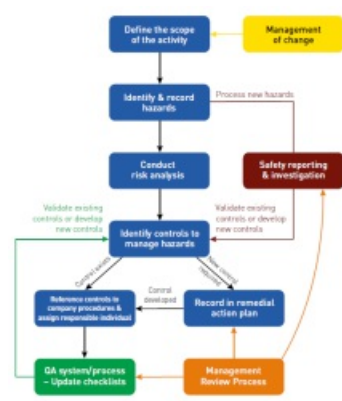 Define the scope
of the activity
Management
of change
Identify & record
hazards
Process new hazards
Conduct
risk analysis
Safety reporting
& investigation
Validate existing
controls or develop
new controls
Validate existing
controls or develop
new controls
Identify controls to
manage hazards
Control exists
New control
required
Reference controls to
company procedures &
assign responsible individual
Control
developed
Record in remedial
action plan
QA system/process
– Update checklists
Management
Review Process